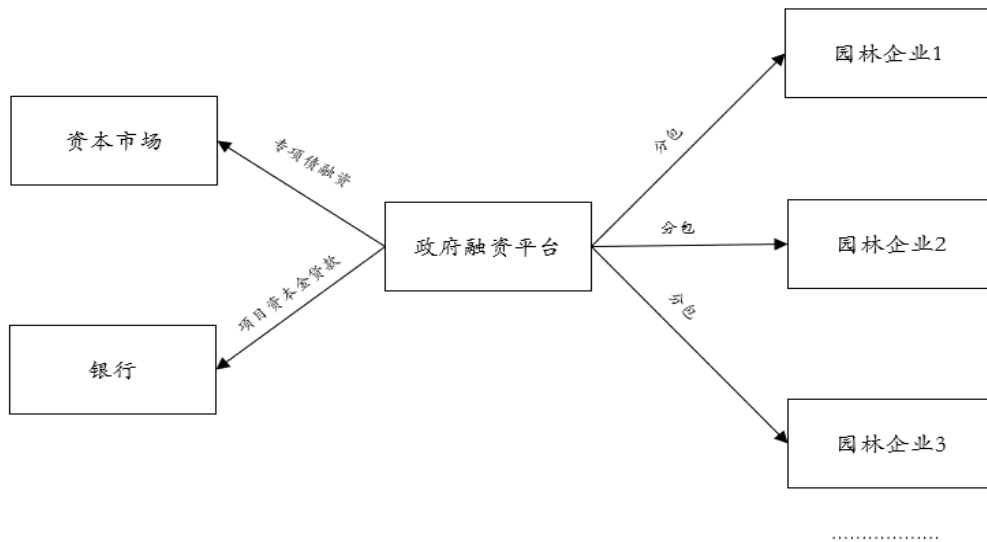 园林企业1
资本市场
专项债融资
分包
政府融资平台
分包
园林企业2
项目资本金贷款
分包
银行
园林企业3
..................